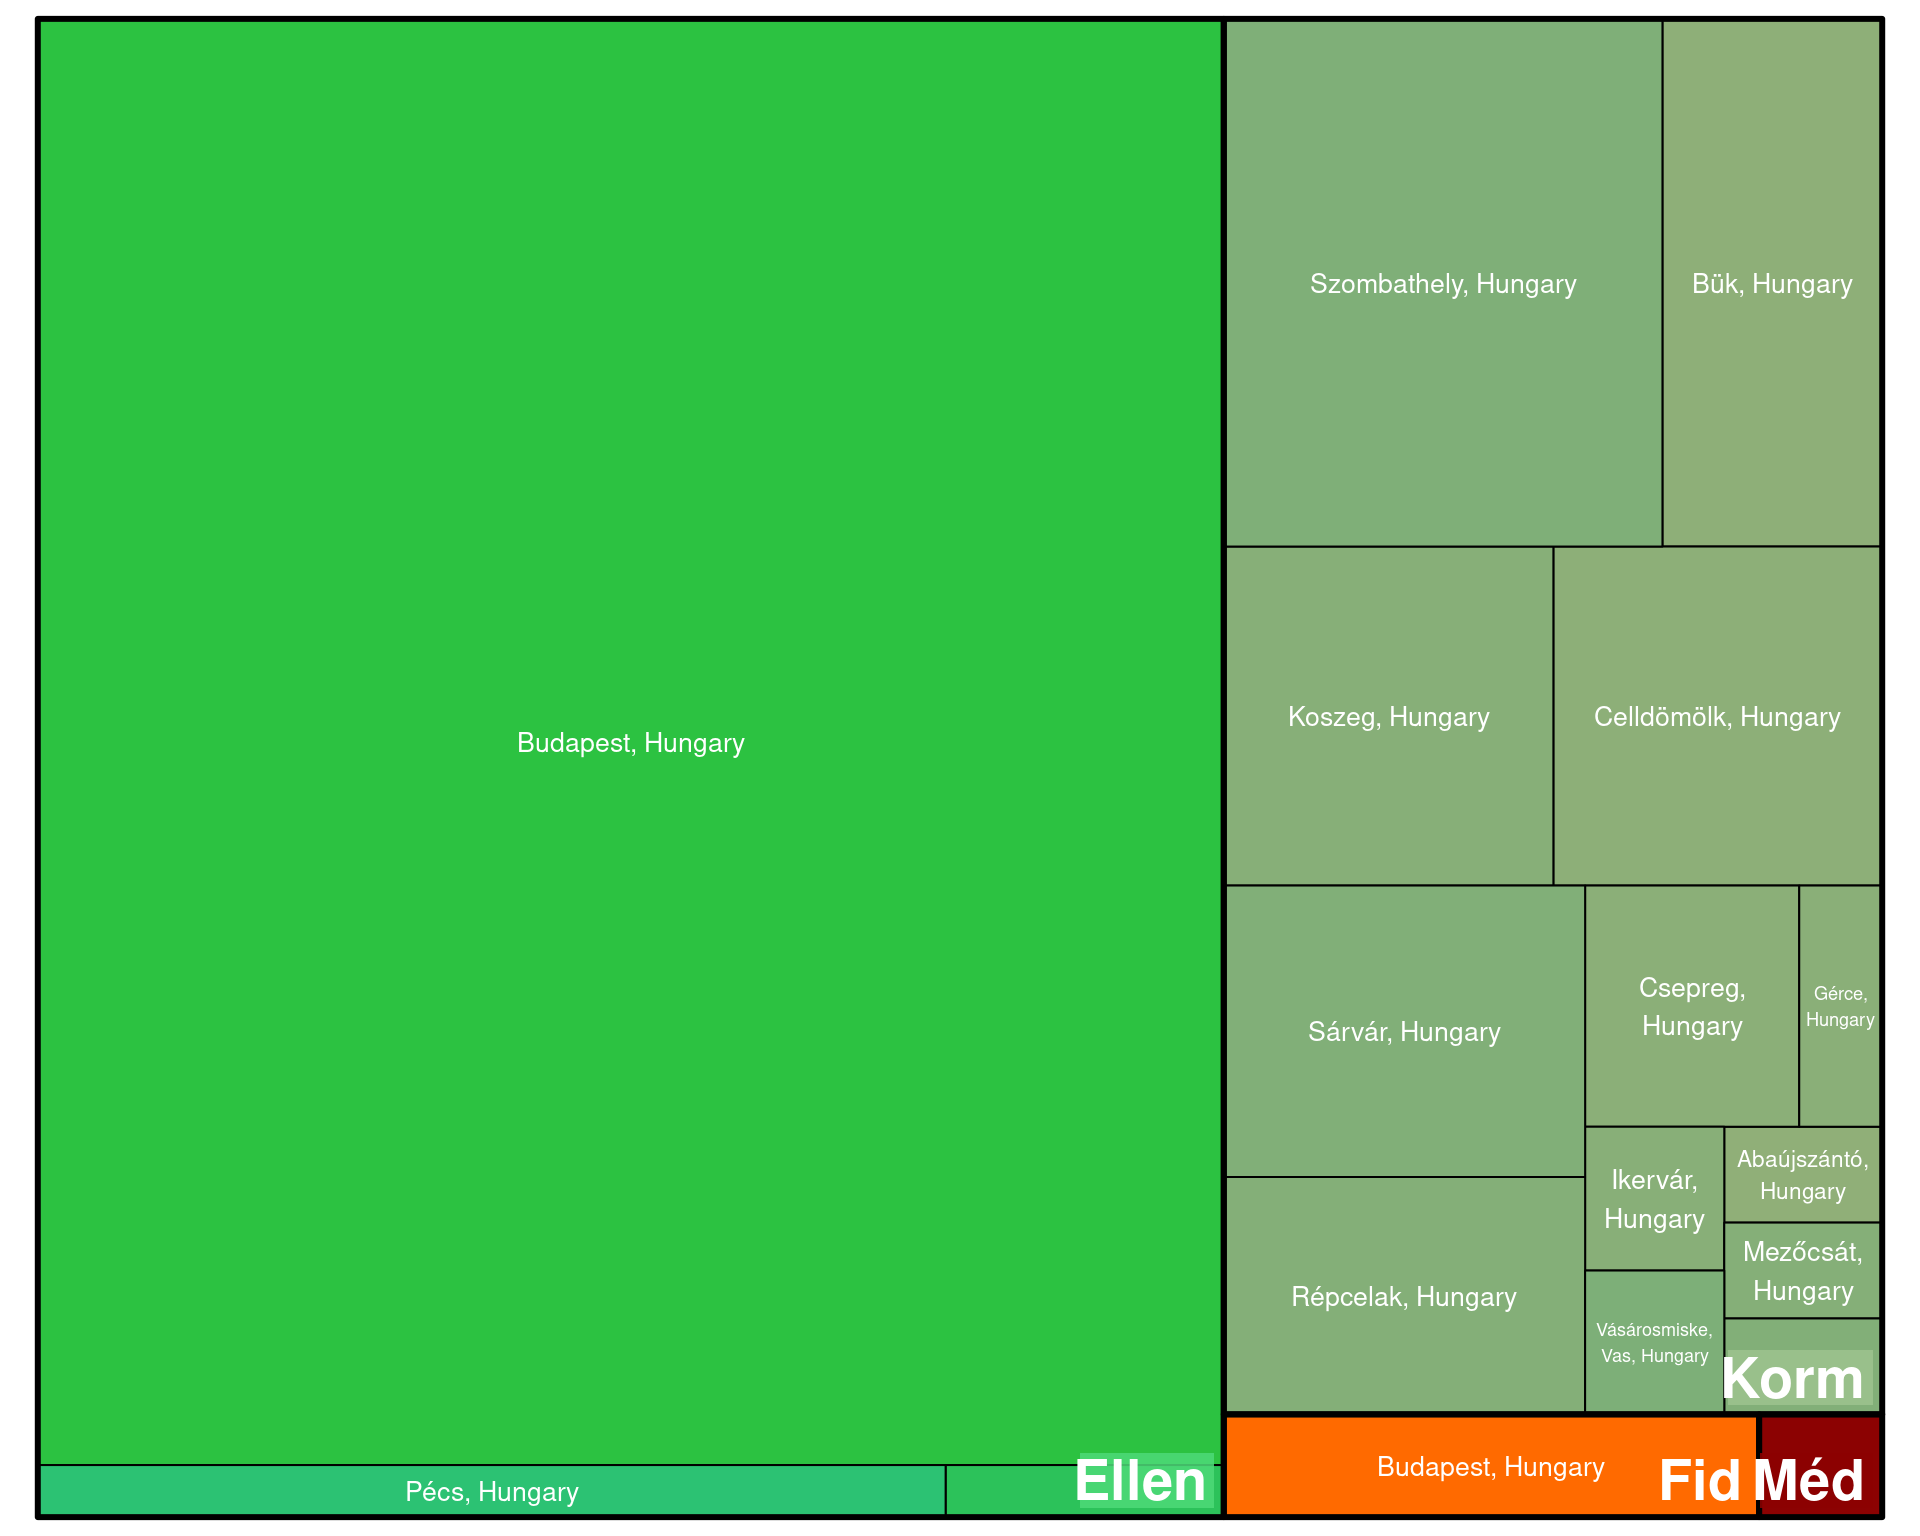 Budapest, Hungary
Pécs, Hungary
Ellen
Szombathely, Hungary
Bük, Hungary
Koszeg, Hungary
Celldömölk, Hungary
Sárvár, Hungary
Csepreg,
Hungary
Gérce,
Hungary
Répcelak, Hungary
Ikervár,
Hungary
Abaújszántó,
Hungary
Mezőcsát,
Hungary
Vásárosmiske,
Vas, Hungary
Korm
Budapest, Hungary
Fid
Méd